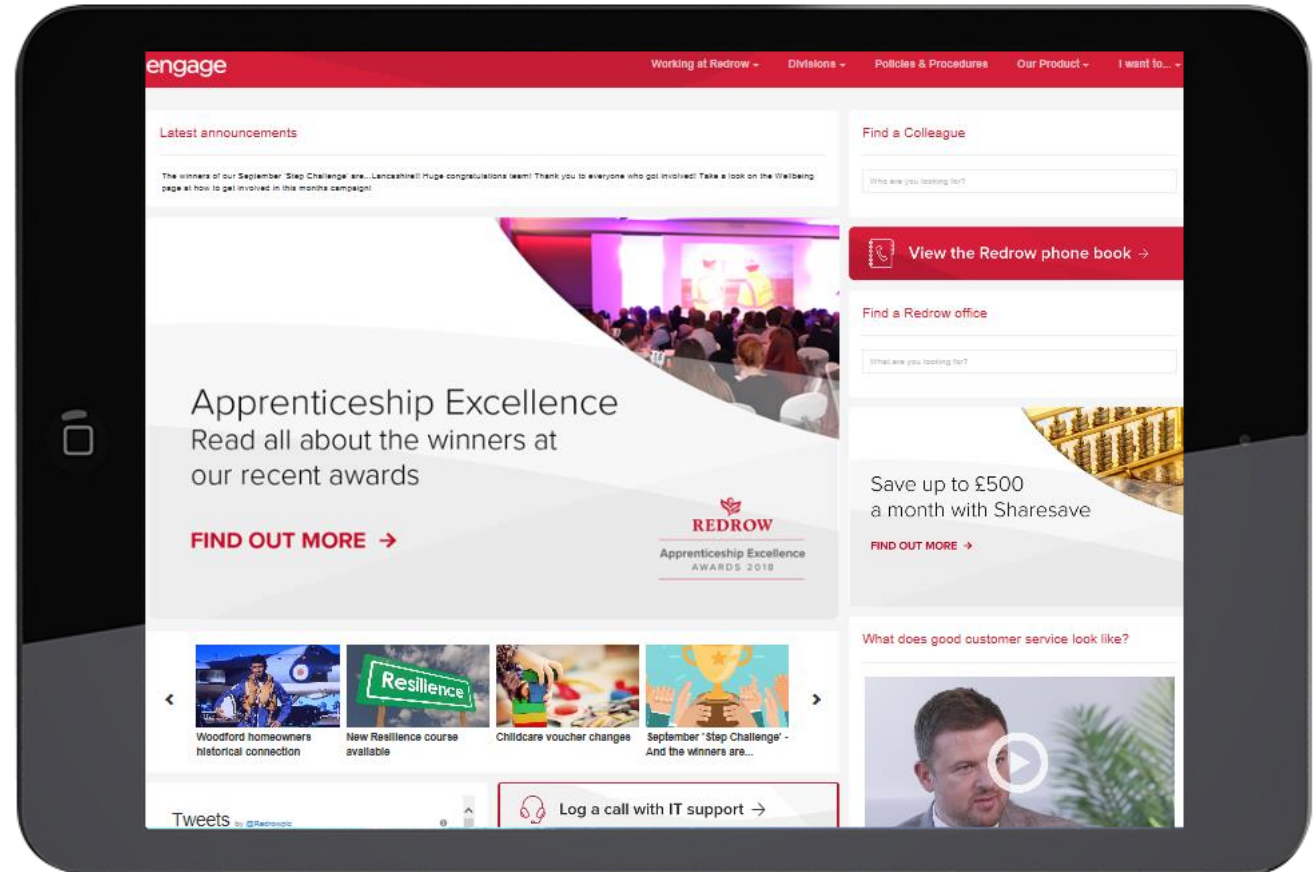 engage
Working at Redrow
Divisions
Policies & Procedures
Our Product
I want to...
Latest announcements
The winners of our September 'Step Challenge' are...Lancashire!! Huge congratulations team! Thank you to everyone who got involved! Take a look on the Wellbeing
page at how to get involved in this months campaign!
Apprenticeship Excellence
Read all about the winners at
our recent awards
FIND OUT MORE →
REDROW
Apprenticeship Excellence
AWARDS 2018
Woodford homeowners
historical connection
Resilience
New Resilience course
available
Childcare voucher changes
September 'Step Challenge' -
And the winners are...
Tweets by @Redrowplc
Log a call with IT support →
Find a Colleague
Who are you looking for?
View the Redrow phone book →
Find a Redrow office
What are you looking for?
Save up to £500
a month with Sharesave
FIND OUT MORE →
What does good customer service look like?